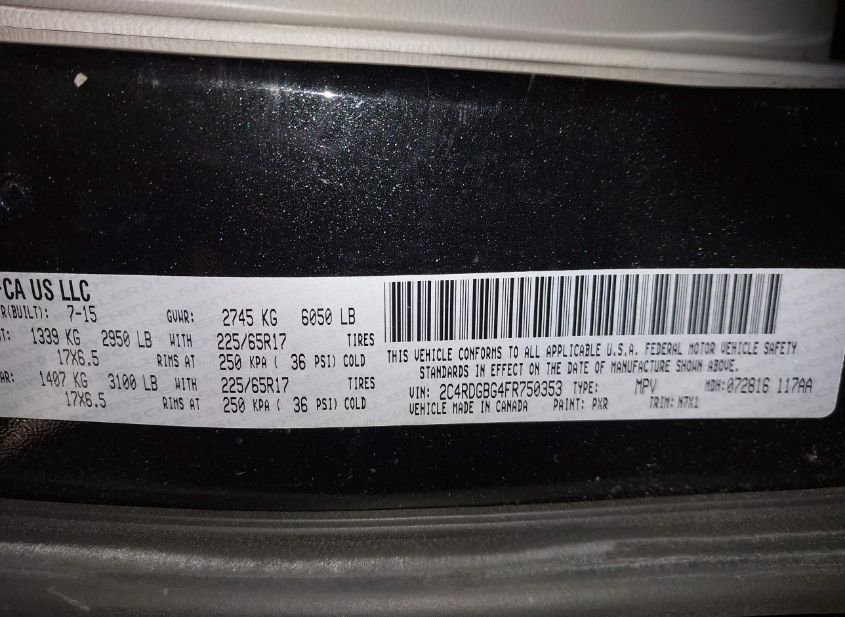 CA US LLC
R(BUILT): 7-15 GVWR: 2745 KG 6050 LB
T: 1339 KG 2950 LB WITH 225/65R17 TIRES
17X6.5 RIMS AT 250 KPA ( 36 PSI) COLD
AR: 1407 KG 3100 LB WITH 225/65R17 TIRES
17X6.5 RIMS AT 250 KPA ( 36 PSI) COLD
THIS VEHICLE CONFORMS TO ALL APPLICABLE U.S.A. FEDERAL MOTOR VEHICLE SAFETY
STANDARDS IN EFFECT ON THE DATE OF MANUFACTURE SHOWN ABOVE.
VIN: 2C4RDGBG4FR750353 TYPE: MPV MDH:072816 117AA
VEHICLE MADE IN CANADA PAINT: PXR TRIM: N7X1